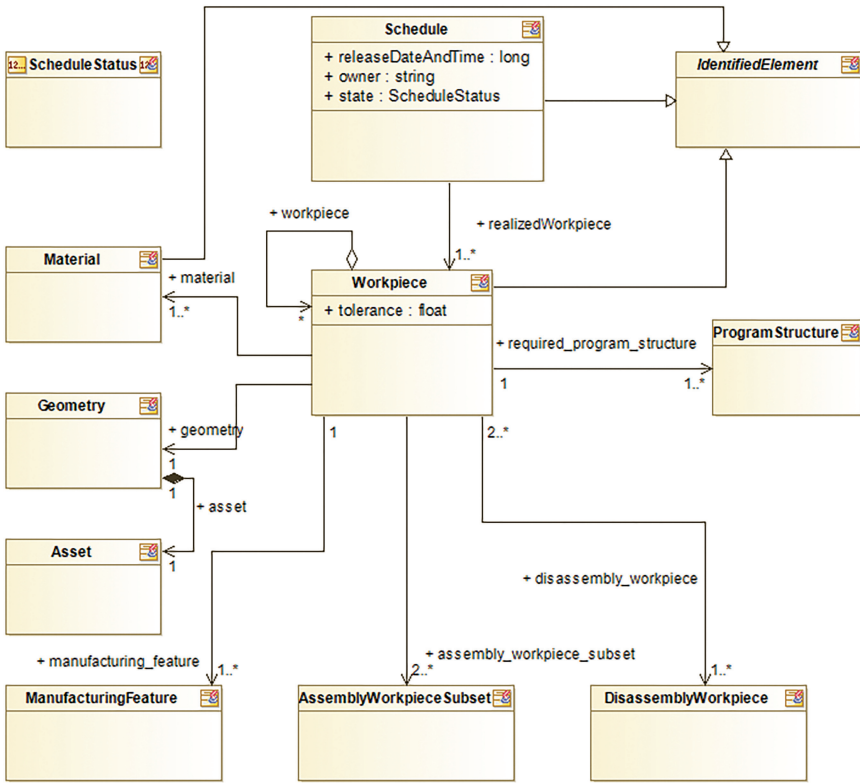 Schedule
+ releaseDateAndTime : long
+ owner : string
+ state : ScheduleStatus
12...
ScheduleStatus
12
IdentifiedElement
+ workpiece
*
+ realizedWorkpiece
1..*
Material
+ material
1..*
Workpiece
+ tolerance : float
+ required_program_structure
1
1..*
ProgramStructure
Geometry
+ geometry
1
1
+ asset
1
Asset
1
2..*
+ manufacturing_feature
1..*
+ assembly_workpiece_subset
2..*
+ disassembly_workpiece
1..*
ManufacturingFeature
AssemblyWorkpieceSubset
DisassemblyWorkpiece